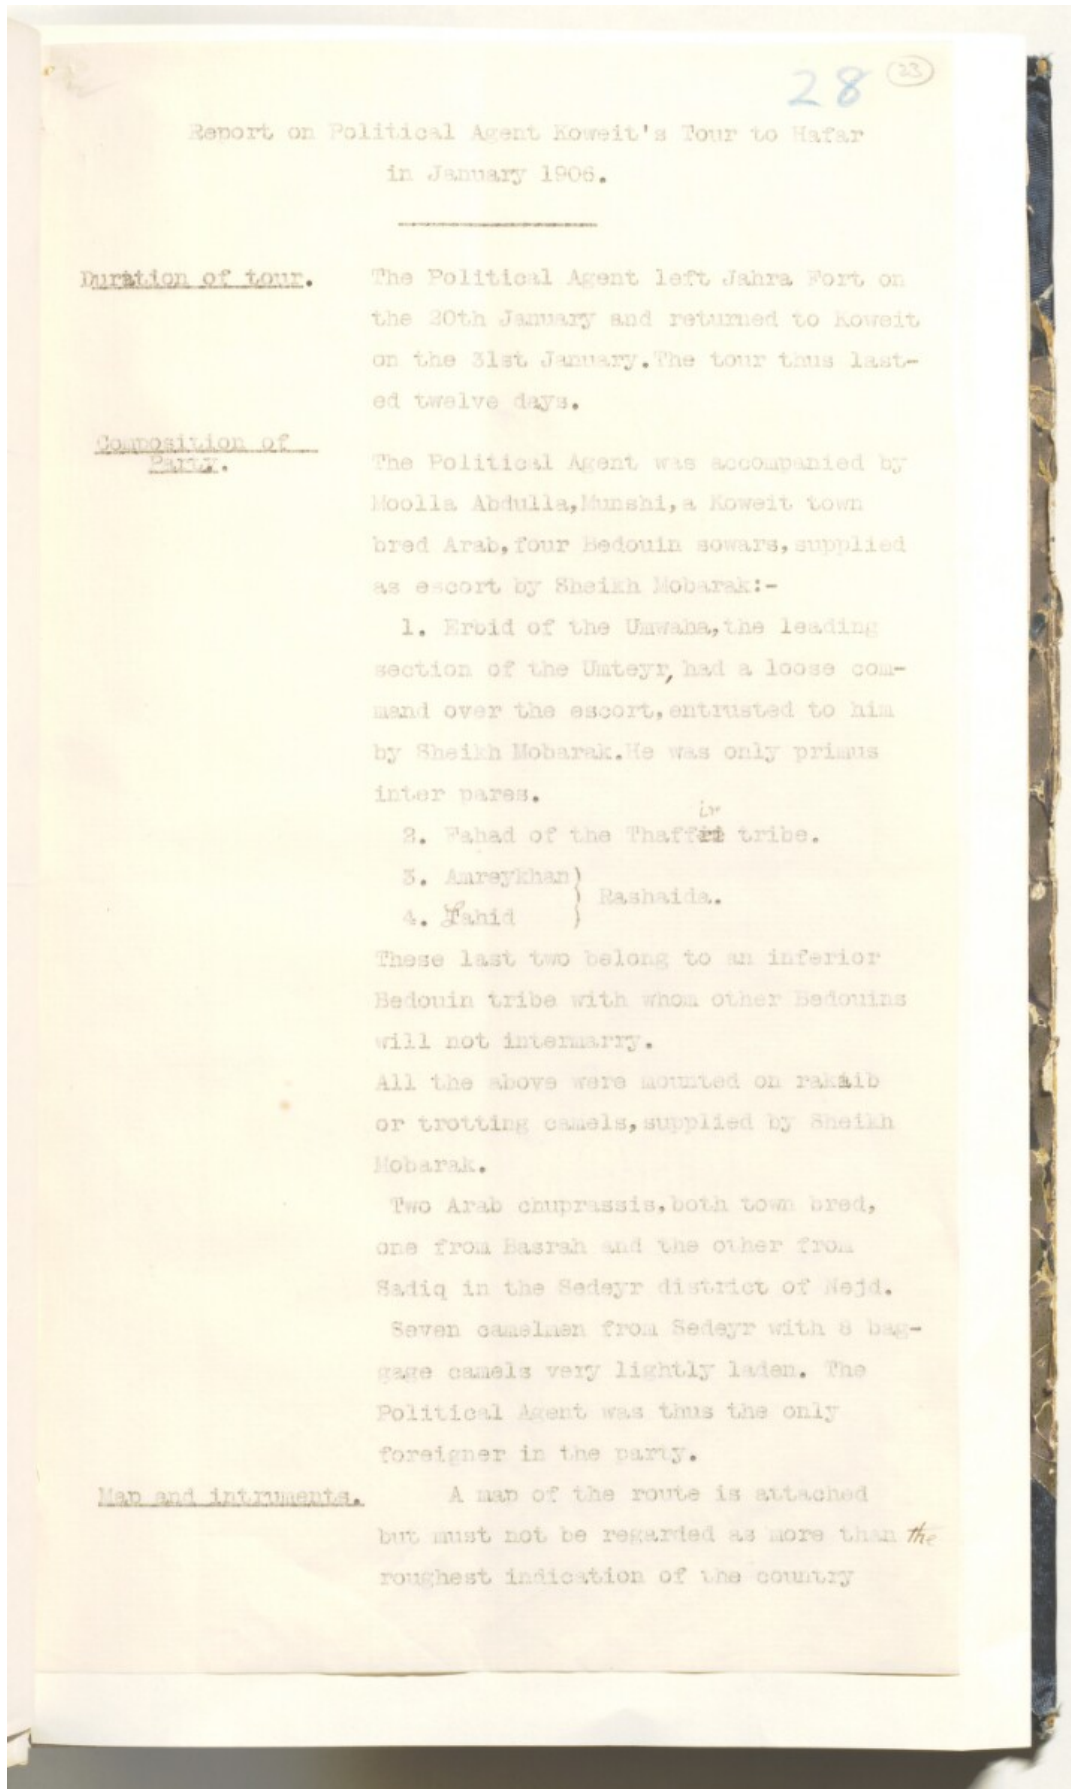 28 23
Report on Political Agent Koweit's Tour to Hafar
in January 1906.
Duration of tour.
The Political Agent left Jahra Fort on
the 20th January and returned to Koweit
on the 31st January.The tour thus last-
ed twelve days.
Composition of
Party.
The Political Agent was accompanied by
Moolla Abdulla,Munshi,a Koweit town
bred Arab,four Bedouin sowars,supplied
as escort by Sheikh Mobarak:-
1. Erbid of the Umwaha,the leading
section of the Umteyr, had a loose com-
mand over the escort,entrusted to him
by Sheikh Mobarak.He was only primus
inter pares.
2. Fahad of the Thaffir tribe.
3. Amreykhan)
) Rashaida.
4. Fahid )
These last two belong to an inferior
Bedouin tribe with whom other Bedouins
will not intermarry.
All the above were mounted on rakaib
or trotting camels,supplied by Sheikh
Mobarak.
Two Arab chuprassis,both town bred,
one from Basrah and the other from
Sadiq in the Sedeyr district of Nejd.
Seven camelmen from Sedeyr with 8 bag-
gage camels very lightly laden. The
Political Agent was thus the only
foreigner in the party.
Map and intruments.
A map of the route is attached
but must not be regarded as more than the
roughest indication of the country